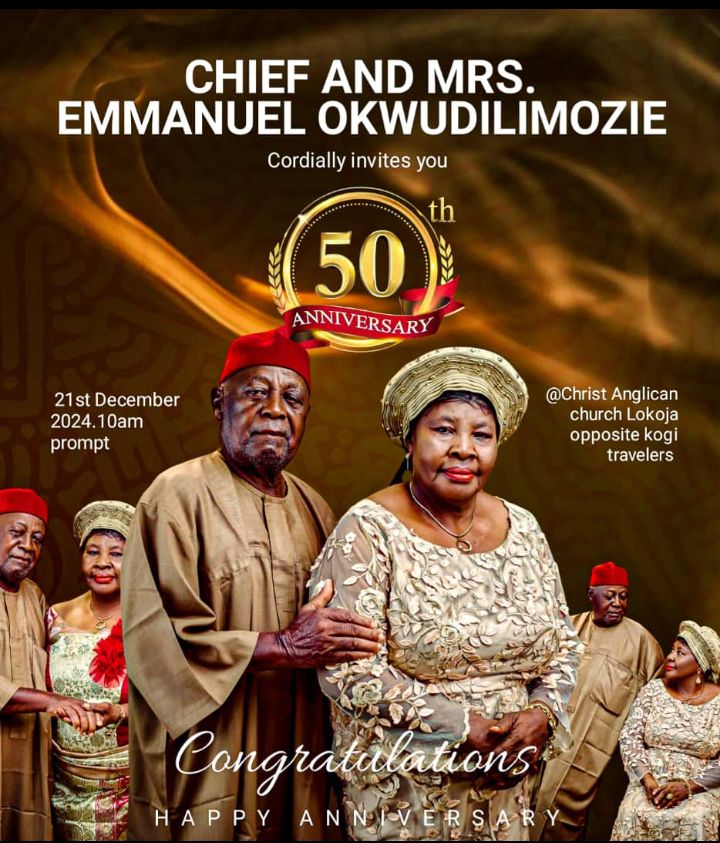 CHIEF AND MRS.
EMMANUEL OKWUDILIMOZIE
Cordially invites you
50th
ANNIVERSARY
21st December
2024.10am
prompt
@Christ Anglican
church Lokoja
opposite kogi
travelers
Congratulations
HAPPY ANNIVERSARY